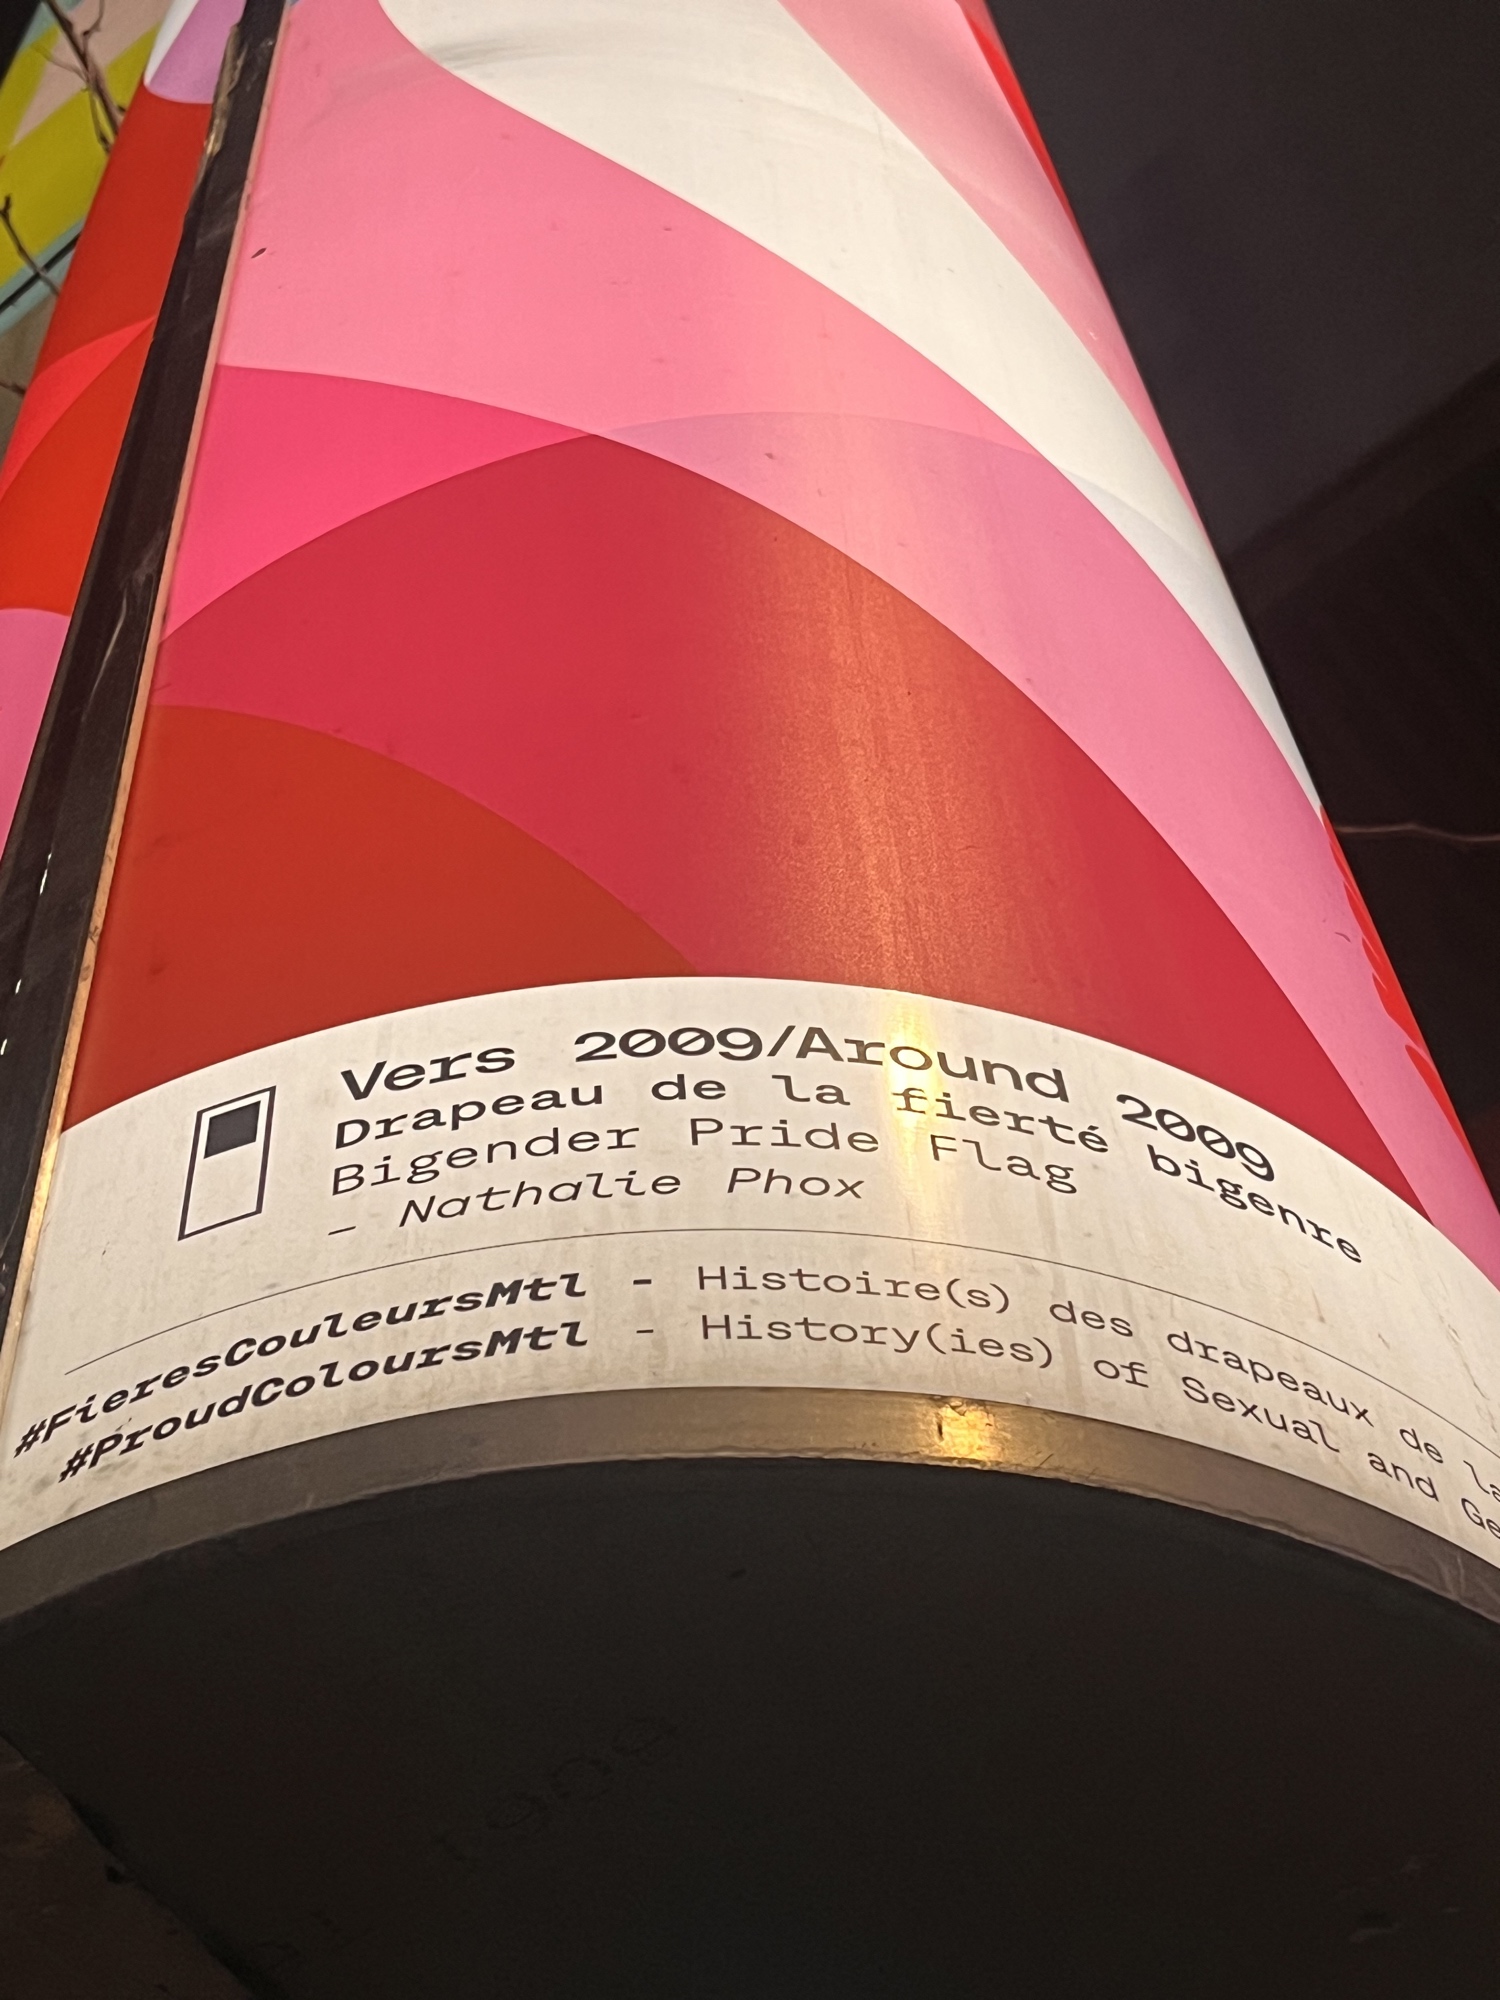 Vers 2009/Around 2009
Drapeau de la fierté bigenre
Bigender Pride Flag
– Nathalie Phox
#FieresCouleursMtl - Histoire(s) des drapeaux de la
#ProudColoursMtl - History(ies) of Sexual and Ge